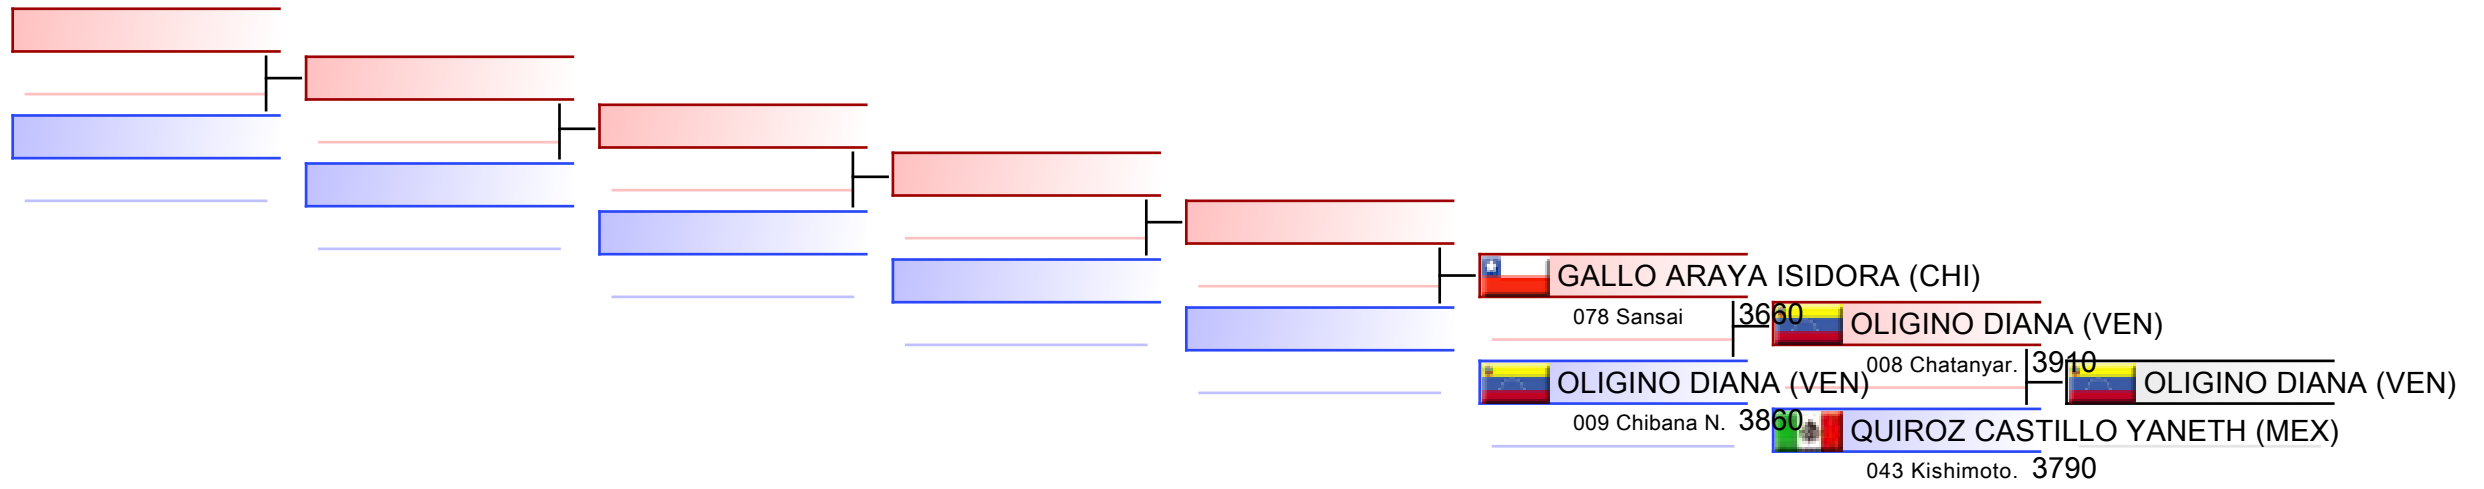 GALLO ARAYA ISIDORA (CHI)
078 Sansai 3660
OLIGINO DIANA (VEN)
008 Chatanyar. 3910
OLIGINO DIANA (VEN)
009 Chibana N. 3860
OLIGINO DIANA (VEN)
QUIROZ CASTILLO YANETH (MEX)
043 Kishimoto. 3790